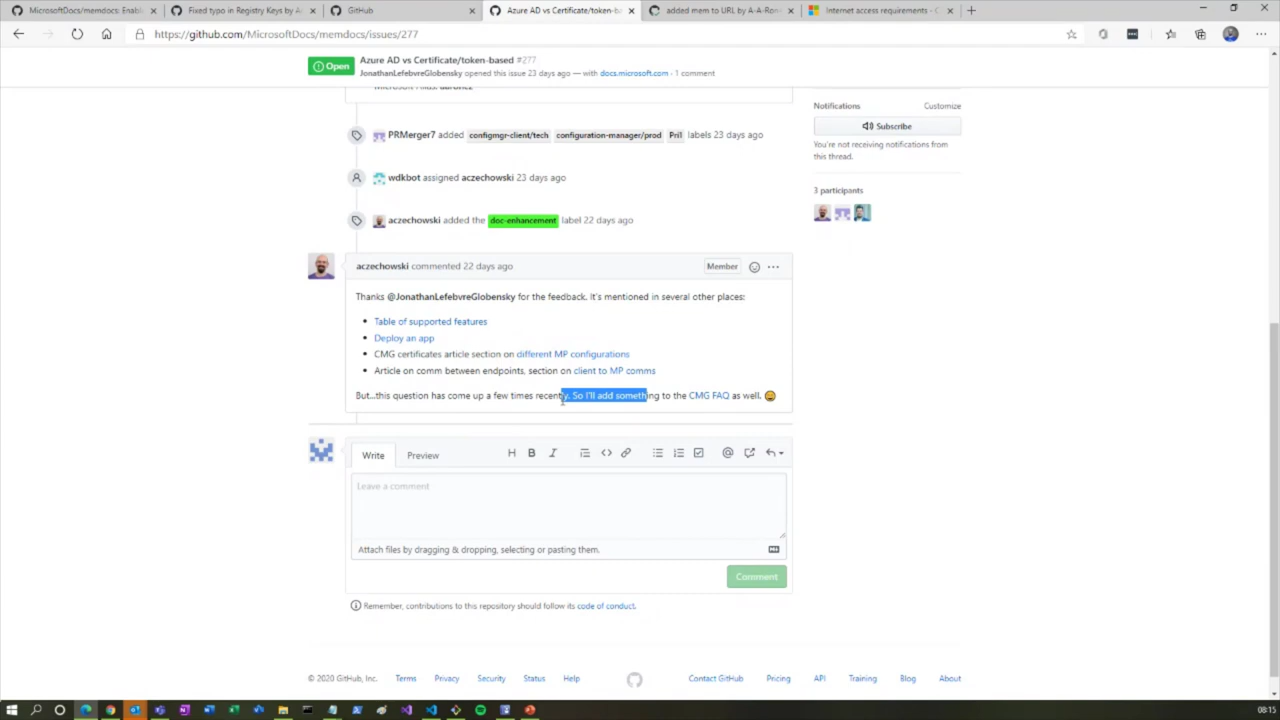 MicrosoftDocs/memdocs: Enabl
Fixed typo in Registry Keys by A
GitHub
Azure AD vs Certificate/token-ba
added mem to URL by A-A-Ron
Internet access requirements - C
https://github.com/MicrosoftDocs/memdocs/issues/277
Open
Azure AD vs Certificate/token-based #277
JonathanLefebvreGlobensky opened this issue 23 days ago — with docs.microsoft.com · 1 comment
Notifications
Customize
Subscribe
You're not receiving notifications from
this thread.
PRMerger7 added configmgr-client/tech configuration-manager/prod Pri1 labels 23 days ago
wdkbot assigned aczechowski 23 days ago
3 participants
aczechowski added the doc-enhancement label 22 days ago
aczechowski commented 22 days ago
Member
Thanks @JonathanLefebvreGlobensky for the feedback. It's mentioned in several other places:
• Table of supported features
• Deploy an app
• CMG certificates article section on different MP configurations
• Article on comm between endpoints, section on client to MP comms
But...this question has come up a few times recently. So I'll add something to the CMG FAQ as well. 😄
Write
Preview
Leave a comment
Attach files by dragging & dropping, selecting or pasting them.
Comment
Remember, contributions to this repository should follow its code of conduct.
© 2020 GitHub, Inc.
Terms
Privacy
Security
Status
Help
Contact GitHub
Pricing
API
Training
Blog
About
08:15